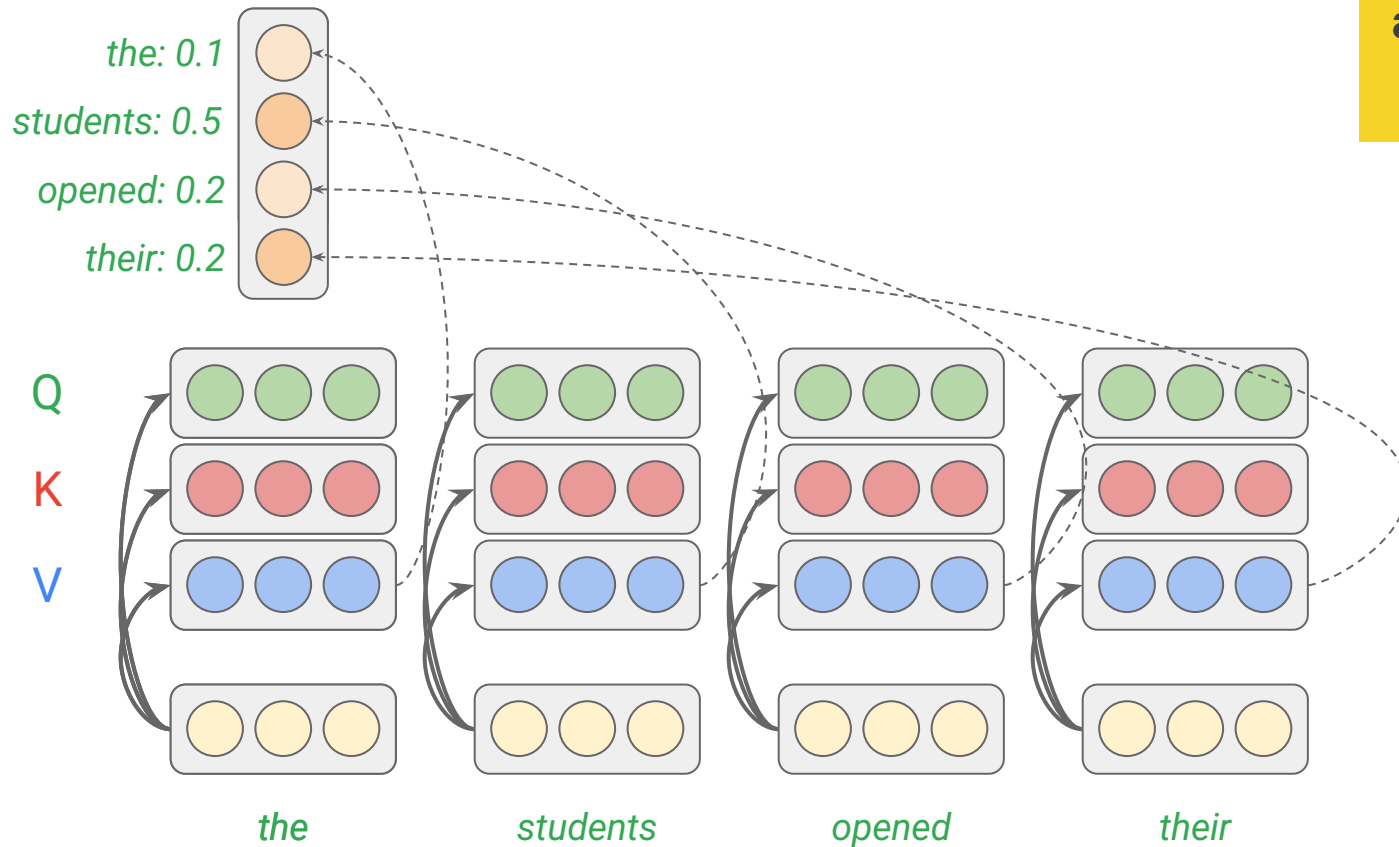 the: 0.1
students: 0.5
opened: 0.2
their: 0.2
Q
K
V
the
students
opened
their